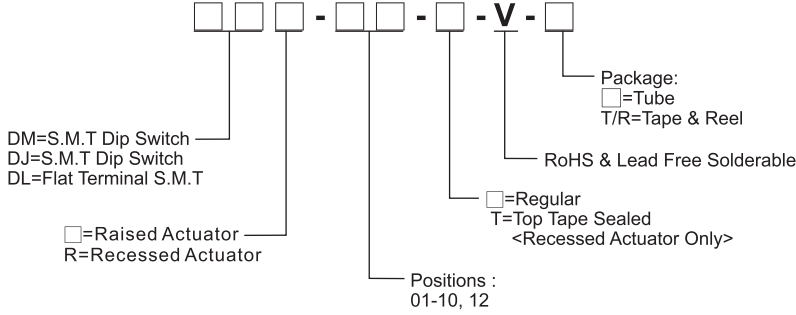 □□□-□□-□-V-□
Package:
□=Tube
T/R=Tape & Reel
DM=S.M.T Dip Switch
DJ=S.M.T Dip Switch
DL=Flat Terminal S.M.T
RoHS & Lead Free Solderable
□=Regular
T=Top Tape Sealed
<Recessed Actuator Only>
□=Raised Actuator
R=Recessed Actuator
Positions :
01-10, 12